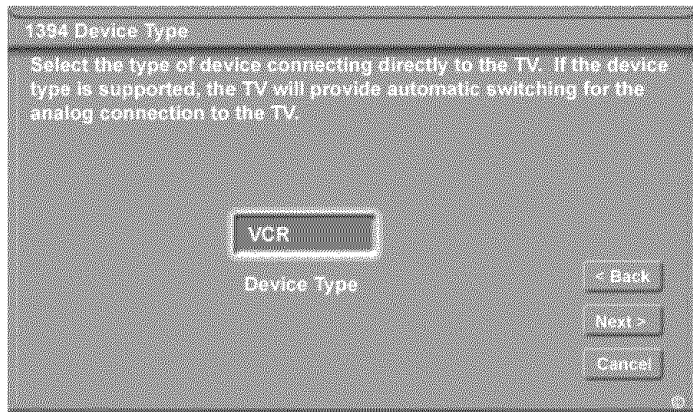 1394 Device Type
Select the type of device connecting directly to the TV. If the device
type is supported, the TV will provide automatic switching for the
analog connection to the TV.
VCR
Device Type
< Back
Next >
Cancel
©